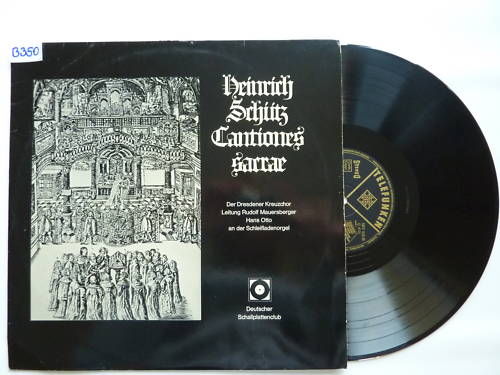 B350
Heinrich
Schütz
Cantiones
sacrae
Der Dresdener Kreuzchor
Leitung Rudolf Mauersberger
Hans Otto
an der Schleifladenorgel
Deutscher
Schallplattenclub
TELEFUNKEN